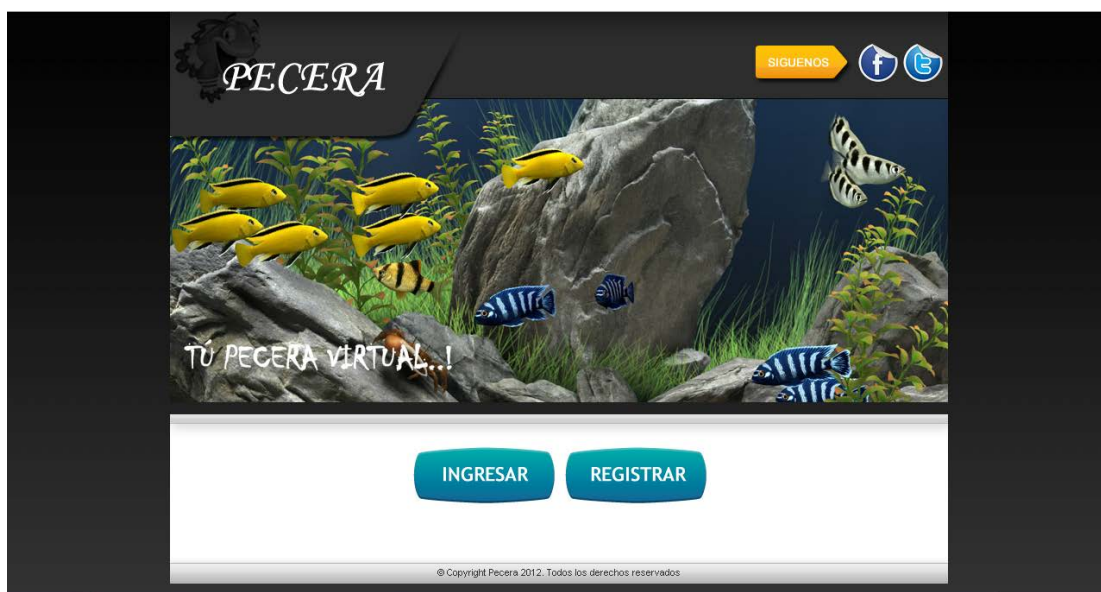 PECERA
SIGUENOS
TÚ PECERA VIRTUAL..!
INGRESAR
REGISTRAR
© Copyright Pecera 2012. Todos los derechos reservados